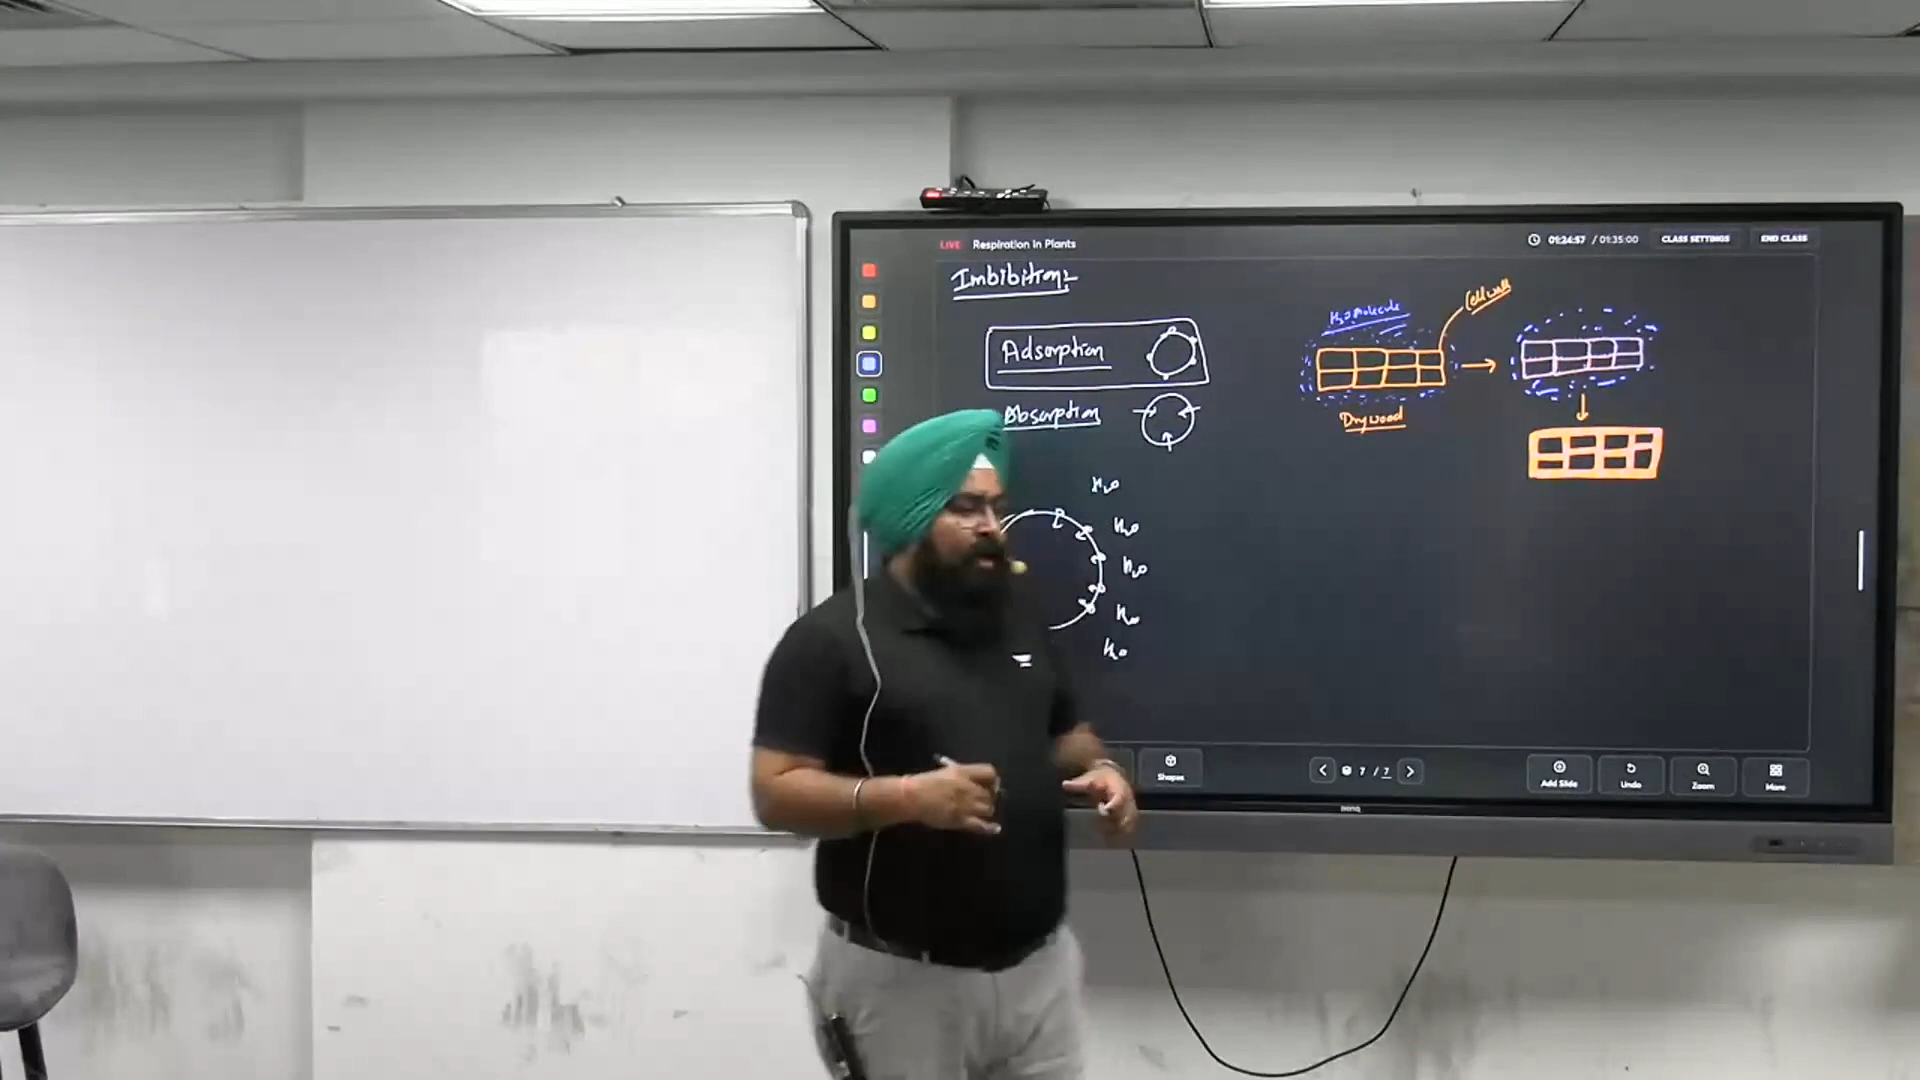 LIVE Respiration in Plants
01:24:57 / 01:35:00 CLASS SETTINGS END CLASS
Imbibition:-
Adsorption
Absorption
H₂O Molecule
Cell wall
Dry wood
H₂O
H₂O
H₂O
H₂O
H₂O
Shapes
7 / 7
Add Slide
Undo
Zoom
More
BenQ